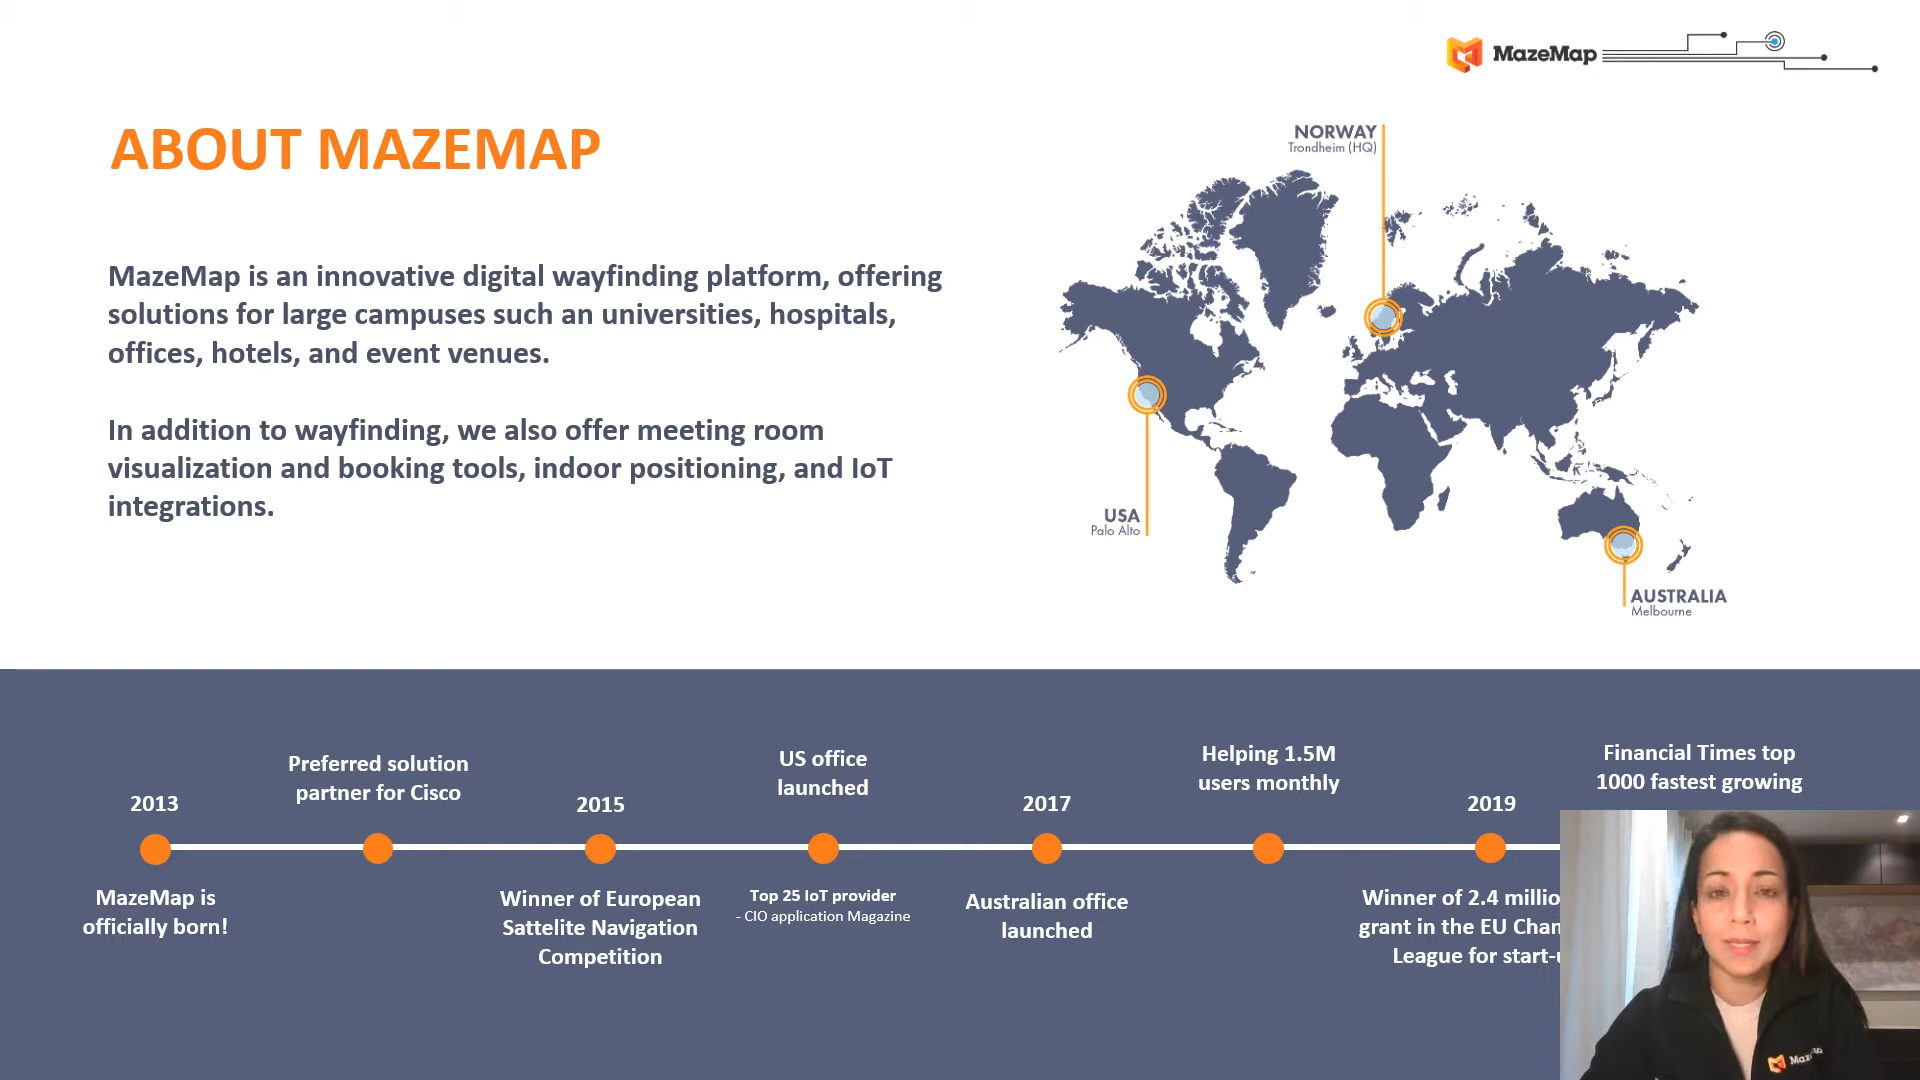 MazeMap
ABOUT MAZEMAP
MazeMap is an innovative digital wayfinding platform, offering
solutions for large campuses such an universities, hospitals,
offices, hotels, and event venues.
In addition to wayfinding, we also offer meeting room
visualization and booking tools, indoor positioning, and IoT
integrations.
NORWAY
Trondheim (HQ)
USA
Palo Alto
AUSTRALIA
Melbourne
2013
MazeMap is
officially born!
Preferred solution
partner for Cisco
2015
Winner of European
Sattelite Navigation
Competition
US office
launched
Top 25 IoT provider
- CIO application Magazine
2017
Australian office
launched
Helping 1.5M
users monthly
2019
Winner of 2.4
grant in the EU
League for
Financial Times top
1000 fastest growing